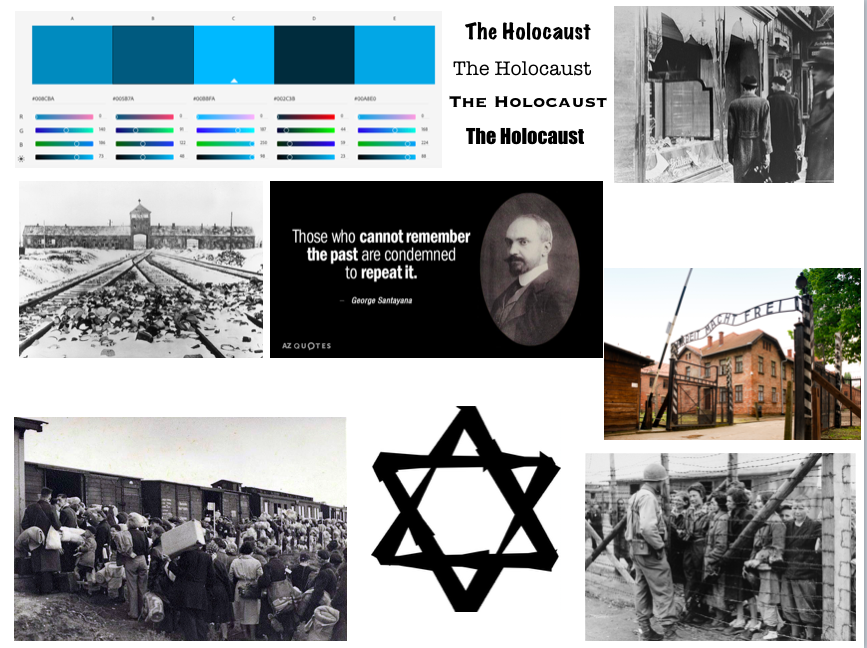 A B C D E
#008CBA #005B7A #00BBFA #002C3B #00A8E0
R 0 0 0 0 0
G 140 91 187 44 168
B 186 122 250 59 224
73 48 98 23 88
The Holocaust
The Holocaust
The Holocaust
The Holocaust
Those who cannot remember
the past are condemned
to repeat it.
— George Santayana
AZ QUOTES
MACHT FREI